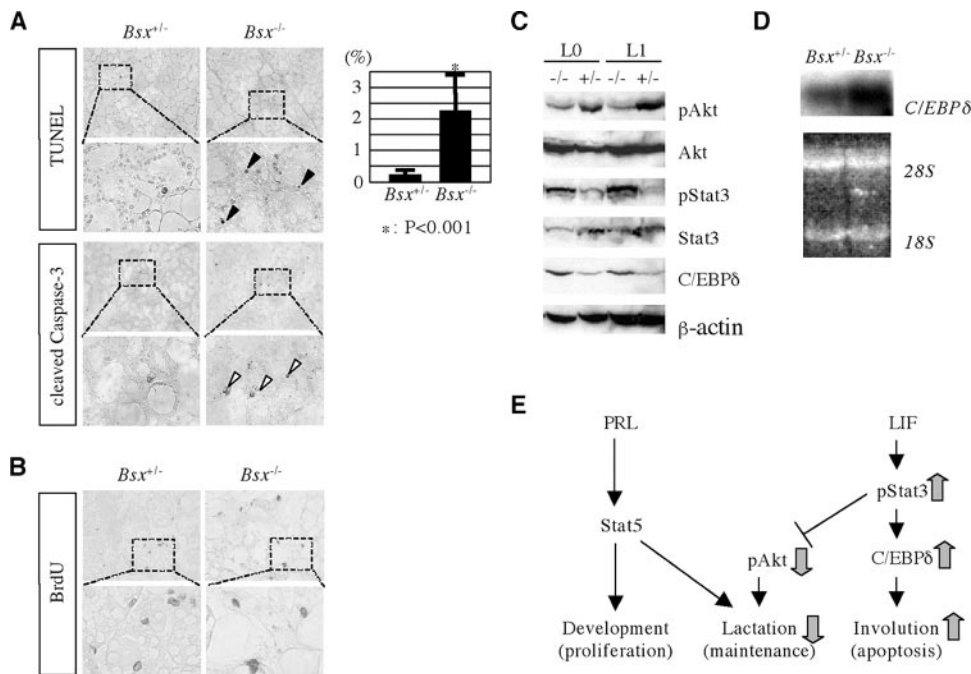 A
Bsx+/- Bsx-/-
TUNEL
cleaved Caspase-3
(%)
3
2
1
0
*
Bsx+/- Bsx-/-
*: P<0.001
B
Bsx+/- Bsx-/-
BrdU
C
L0 L1
-/- +/- -/- +/-
pAkt
Akt
pStat3
Stat3
C/EBPδ
β-actin
D
Bsx+/- Bsx-/-
C/EBPδ
28S
18S
E
PRL LIF
pStat3
Stat5
pAkt C/EBPδ
Development Lactation Involution
(proliferation) (maintenance) (apoptosis)